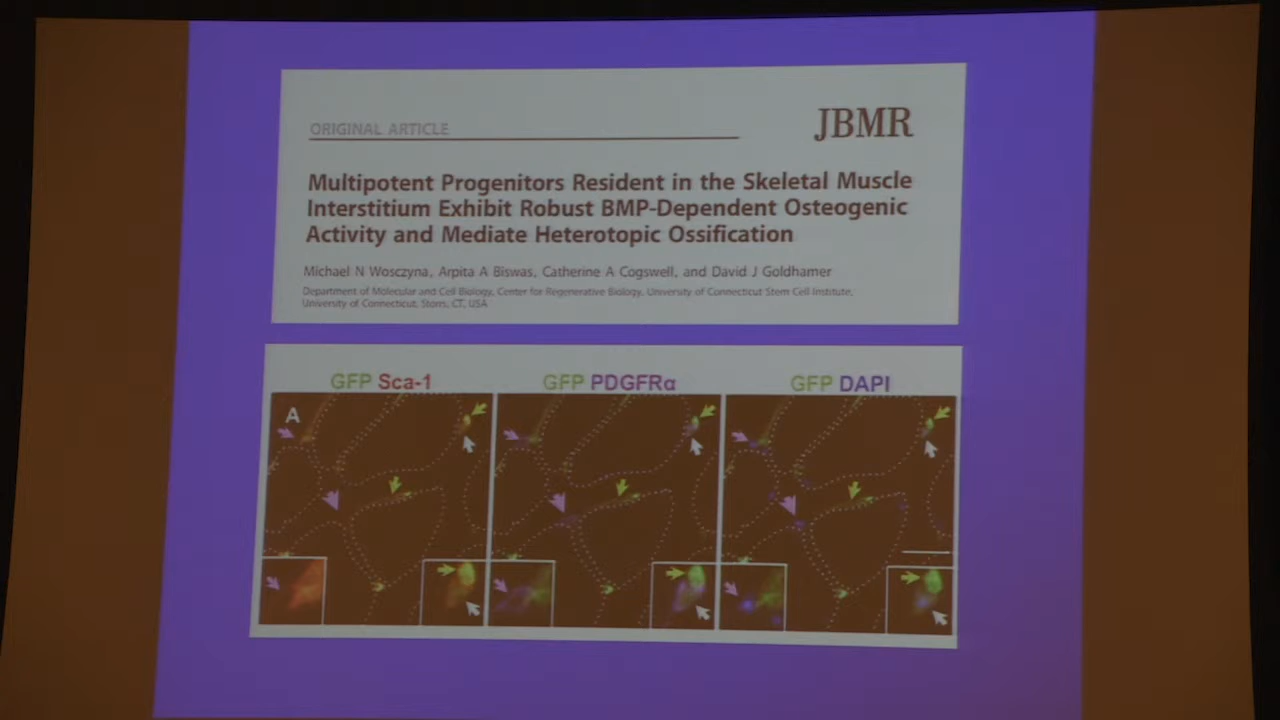 ORIGINAL ARTICLE
JBMR
Multipotent Progenitors Resident in the Skeletal Muscle
Interstitium Exhibit Robust BMP-Dependent Osteogenic
Activity and Mediate Heterotopic Ossification
Michael N Wosczyna, Arpita A Biswas, Catherine A Cogswell, and David J Goldhamer
Department of Molecular and Cell Biology, Center for Regenerative Biology, University of Connecticut Stem Cell Institute,
University of Connecticut, Storrs, CT, USA
GFP Sca-1
GFP PDGFRα
GFP DAPI
A